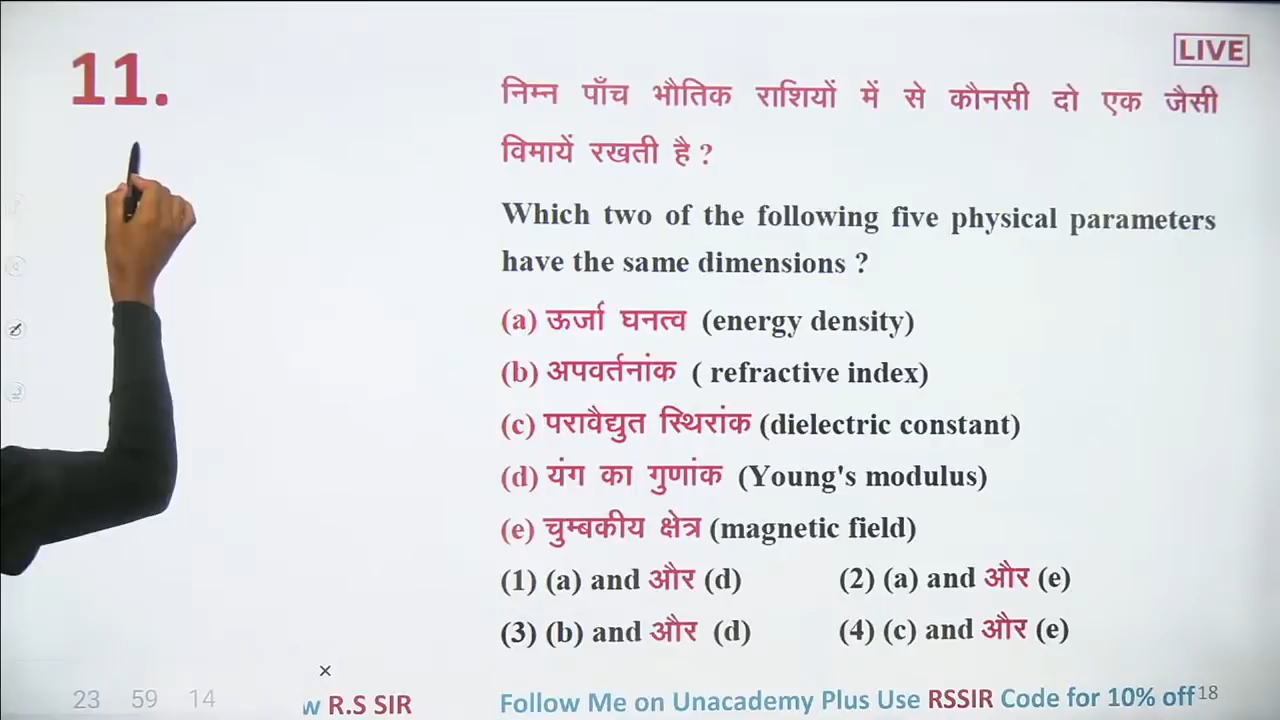 LIVE
11.
निम्न पाँच भौतिक राशियों में से कौनसी दो एक जैसी
विमायें रखती है ?
Which two of the following five physical parameters
have the same dimensions ?
(a) ऊर्जा घनत्व (energy density)
(b) अपवर्तनांक ( refractive index)
(c) परावैद्युत स्थिरांक (dielectric constant)
(d) यंग का गुणांक (Young's modulus)
(e) चुम्बकीय क्षेत्र (magnetic field)
(1) (a) and और (d) (2) (a) and और (e)
(3) (b) and और (d) (4) (c) and और (e)
×
23 59 14
w R.S SIR
Follow Me on Unacademy Plus Use RSSIR Code for 10% off
18